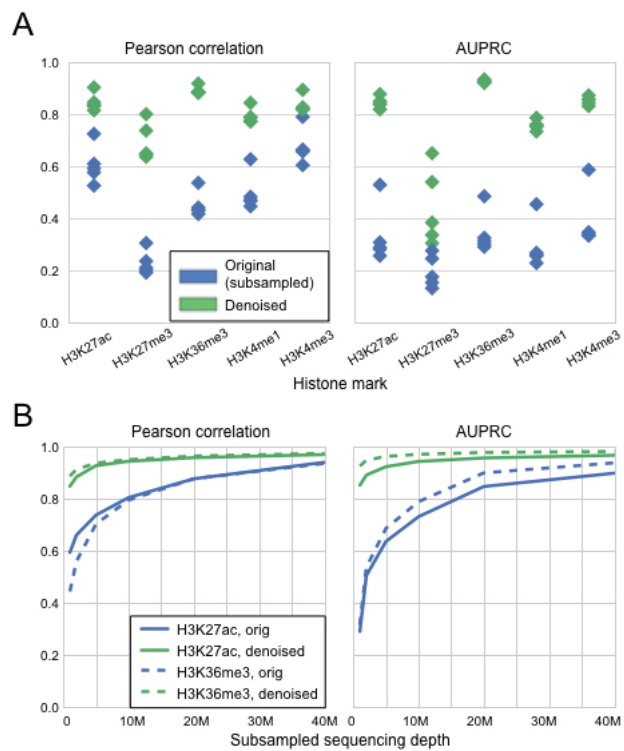 A
Pearson correlation
AUPRC
1.0
0.8
0.6
0.4
0.2
0.0
Original
(subsampled)
Denoised
H3K27ac
H3K27me3
H3K36me3
H3K4me1
H3K4me3
H3K27ac
H3K27me3
H3K36me3
H3K4me1
H3K4me3
Histone mark
B
Pearson correlation
AUPRC
1.0
0.8
0.6
0.4
0.2
0.0
H3K27ac, orig
H3K27ac, denoised
H3K36me3, orig
H3K36me3, denoised
0 10M 20M 30M 40M
0 10M 20M 30M 40M
Subsampled sequencing depth